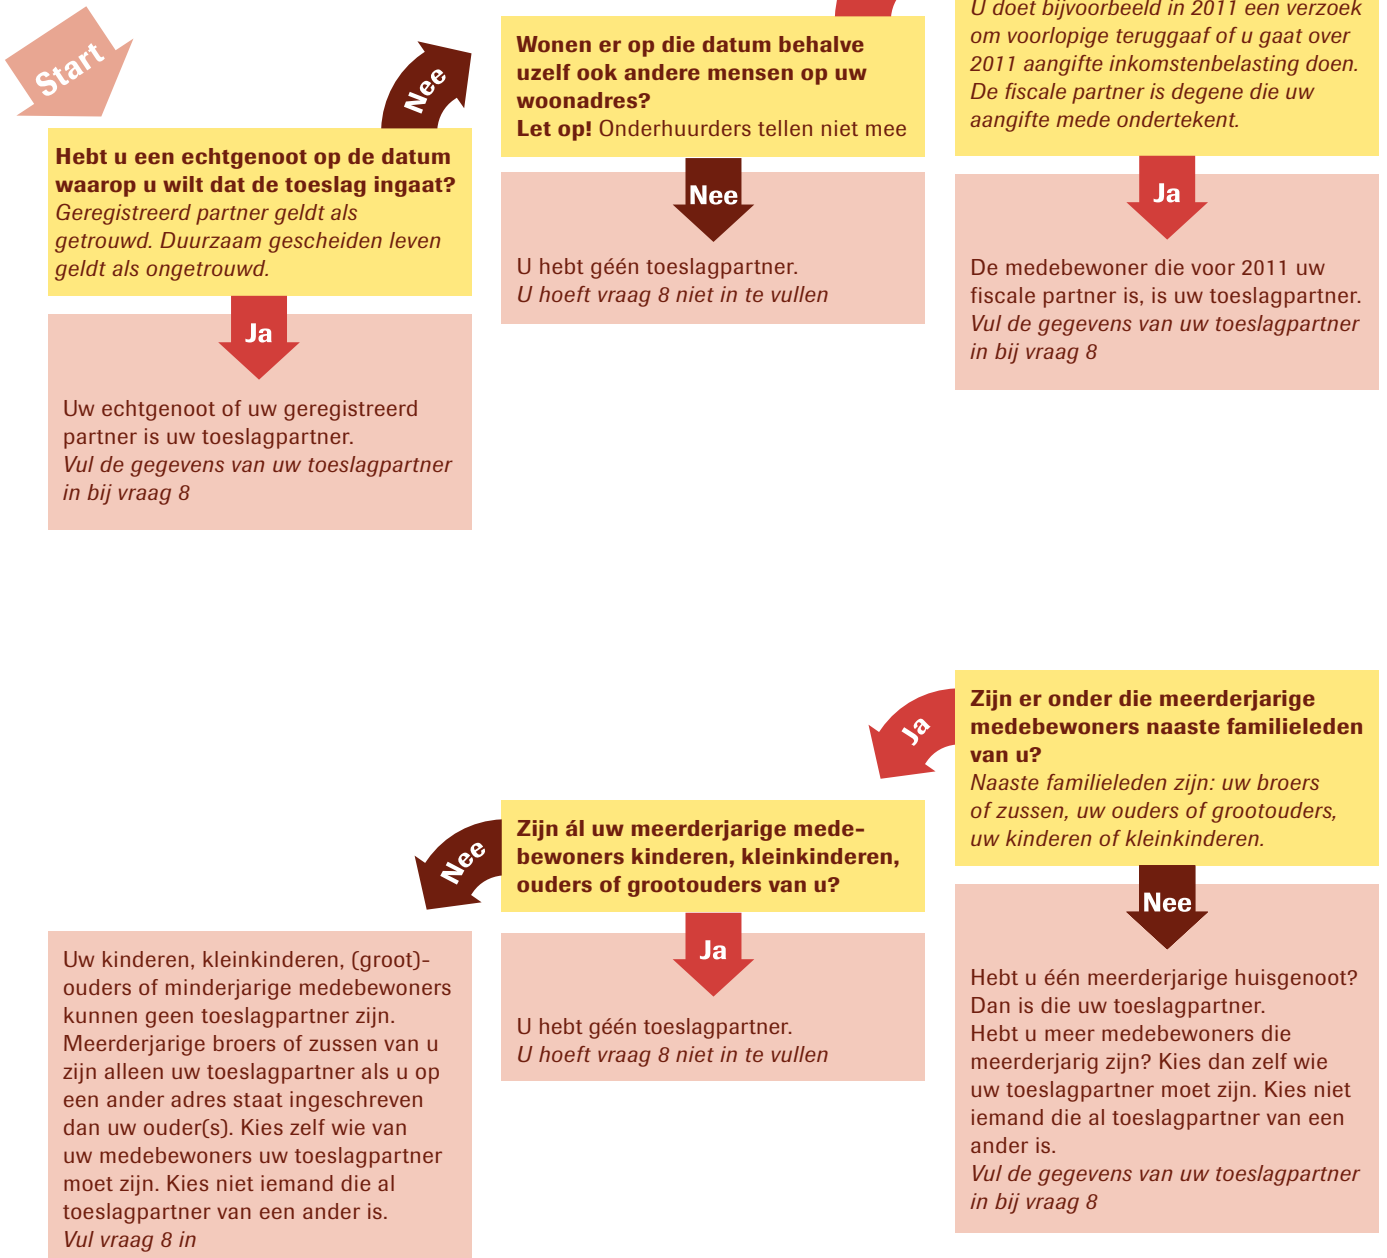 Start
Hebt u een echtgenoot op de datum
waarop u wilt dat de toeslag ingaat?
Geregistreerd partner geldt als
getrouwd. Duurzaam gescheiden leven
geldt als ongetrouwd.
Ja
Uw echtgenoot of uw geregistreerd
partner is uw toeslagpartner.
Vul de gegevens van uw toeslagpartner
in bij vraag 8
Nee
Wonen er op die datum behalve
uzelf ook andere mensen op uw
woonadres?
Let op! Onderhuurders tellen niet mee
Nee
U hebt géén toeslagpartner.
U hoeft vraag 8 niet in te vullen
U doet bijvoorbeeld in 2011 een verzoek
om voorlopige teruggaaf of u gaat over
2011 aangifte inkomstenbelasting doen.
De fiscale partner is degene die uw
aangifte mede ondertekent.
Ja
De medebewoner die voor 2011 uw
fiscale partner is, is uw toeslagpartner.
Vul de gegevens van uw toeslagpartner
in bij vraag 8
Zijn er onder die meerderjarige
medebewoners naaste familieleden
van u?
Naaste familieleden zijn: uw broers
of zussen, uw ouders of grootouders,
uw kinderen of kleinkinderen.
Nee
Hebt u één meerderjarige huisgenoot?
Dan is die uw toeslagpartner.
Hebt u meer medebewoners die
meerderjarig zijn? Kies dan zelf wie
uw toeslagpartner moet zijn. Kies niet
iemand die al toeslagpartner van een
ander is.
Vul de gegevens van uw toeslagpartner
in bij vraag 8
Ja
Zijn ál uw meerderjarige mede-
bewoners kinderen, kleinkinderen,
ouders of grootouders van u?
Ja
U hebt géén toeslagpartner.
U hoeft vraag 8 niet in te vullen
Nee
Uw kinderen, kleinkinderen, (groot)-
ouders of minderjarige medebewoners
kunnen geen toeslagpartner zijn.
Meerderjarige broers of zussen van u
zijn alleen uw toeslagpartner als u op
een ander adres staat ingeschreven
dan uw ouder(s). Kies zelf wie van
uw medebewoners uw toeslagpartner
moet zijn. Kies niet iemand die al
toeslagpartner van een ander is.
Vul vraag 8 in